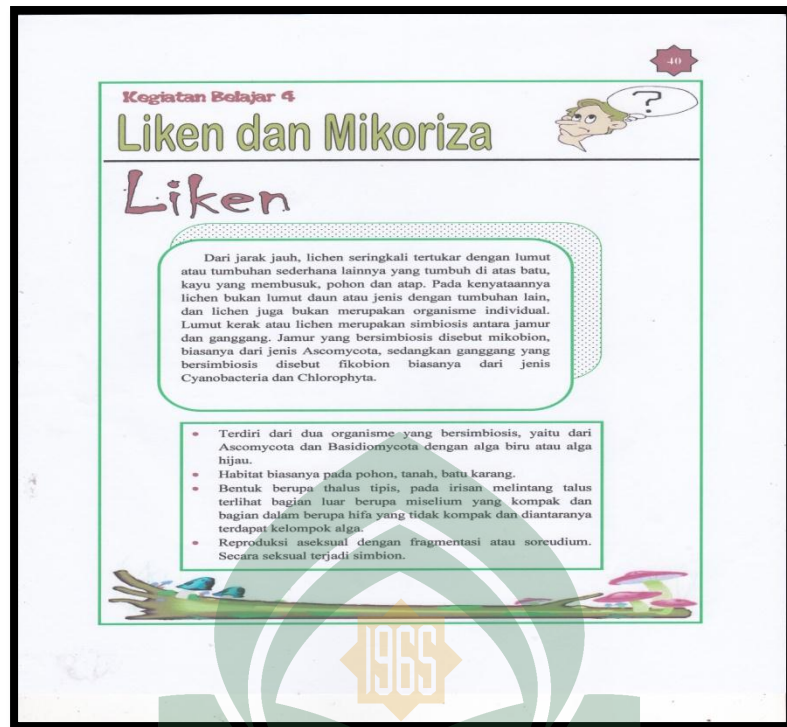 40
Kegiatan Belajar 4
Liken dan Mikoriza
?
Liken
Dari jarak jauh, lichen seringkali tertukar dengan lumut
atau tumbuhan sederhana lainnya yang tumbuh di atas batu,
kayu yang membusuk, pohon dan atap. Pada kenyataannya
lichen bukan lumut daun atau jenis dengan tumbuhan lain,
dan lichen juga bukan merupakan organisme individual.
Lumut kerak atau lichen merupakan simbiosis antara jamur
dan ganggang. Jamur yang bersimbiosis disebut mikobion,
biasanya dari jenis Ascomycota, sedangkan ganggang yang
bersimbiosis disebut fikobion biasanya dari jenis
Cyanobacteria dan Chlorophyta.
• Terdiri dari dua organisme yang bersimbiosis, yaitu dari
Ascomycota dan Basidiomycota dengan alga biru atau alga
hijau.
• Habitat biasanya pada pohon, tanah, batu karang.
• Bentuk berupa thalus tipis, pada irisan melintang talus
terlihat bagian luar berupa miselium yang kompak dan
bagian dalam berupa hifa yang tidak kompak dan diantaranya
terdapat kelompok alga.
• Reproduksi aseksual dengan fragmentasi atau soreudium.
Secara seksual terjadi simbion.
1965